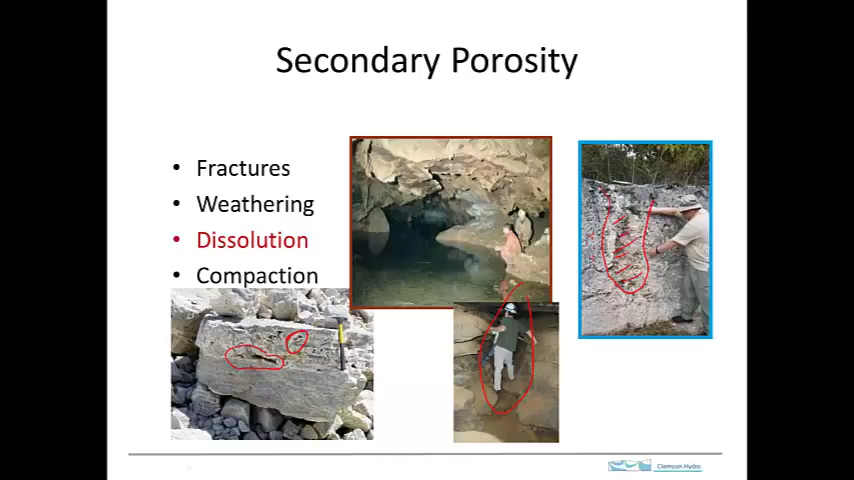 Secondary Porosity
• Fractures
• Weathering
• Dissolution
• Compaction
Clemson Hydro